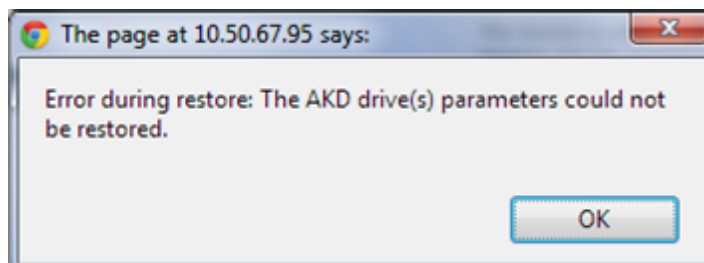 The page at 10.50.67.95 says:
Error during restore: The AKD drive(s) parameters could not
be restored.
OK